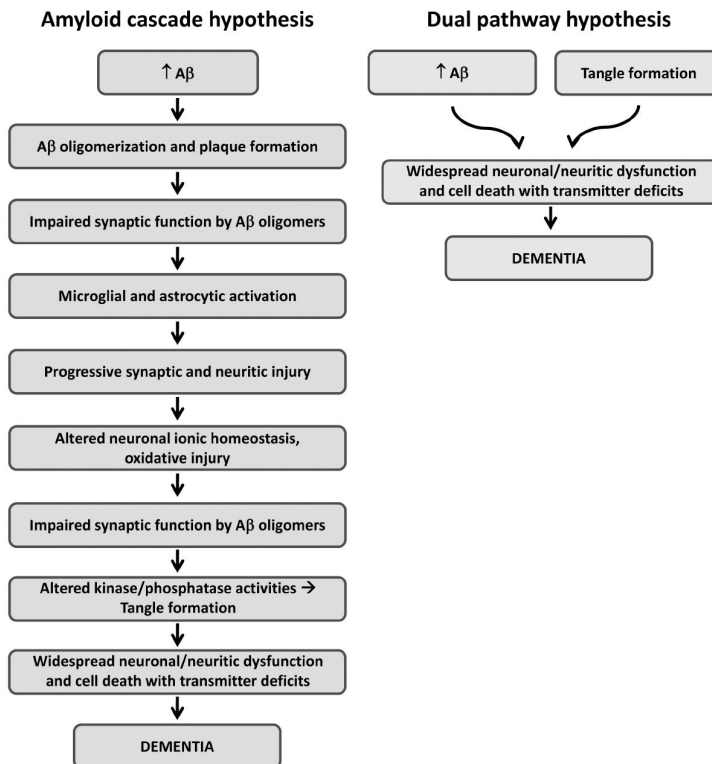 Amyloid cascade hypothesis
↑ Aβ
Aβ oligomerization and plaque formation
Impaired synaptic function by Aβ oligomers
Microglial and astrocytic activation
Progressive synaptic and neuritic injury
Altered neuronal ionic homeostasis,
oxidative injury
Impaired synaptic function by Aβ oligomers
Altered kinase/phosphatase activities →
Tangle formation
Widespread neuronal/neuritic dysfunction
and cell death with transmitter deficits
DEMENTIA
Dual pathway hypothesis
↑ Aβ
Tangle formation
Widespread neuronal/neuritic dysfunction
and cell death with transmitter deficits
DEMENTIA